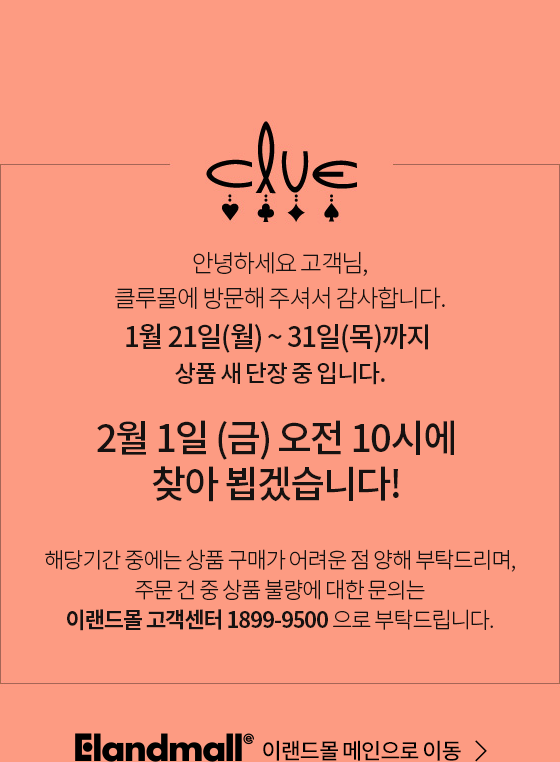 clue
안녕하세요 고객님,
클루몰에 방문해 주셔서 감사합니다.
1월 21일(월) ~ 31일(목)까지
상품 새 단장 중 입니다.
2월 1일 (금) 오전 10시에
찾아 뵙겠습니다!
해당기간 중에는 상품 구매가 어려운 점 양해 부탁드리며,
주문 건 중 상품 불량에 대한 문의는
이랜드몰 고객센터 1899-9500 으로 부탁드립니다.
Elandmall e 이랜드몰 메인으로 이동 >